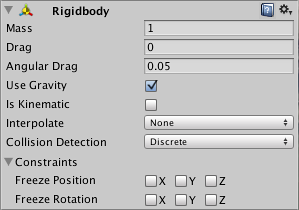 Rigidbody
Mass 1
Drag 0
Angular Drag 0.05
Use Gravity
Is Kinematic
Interpolate None
Collision Detection Discrete
Constraints
Freeze Position X Y Z
Freeze Rotation X Y Z